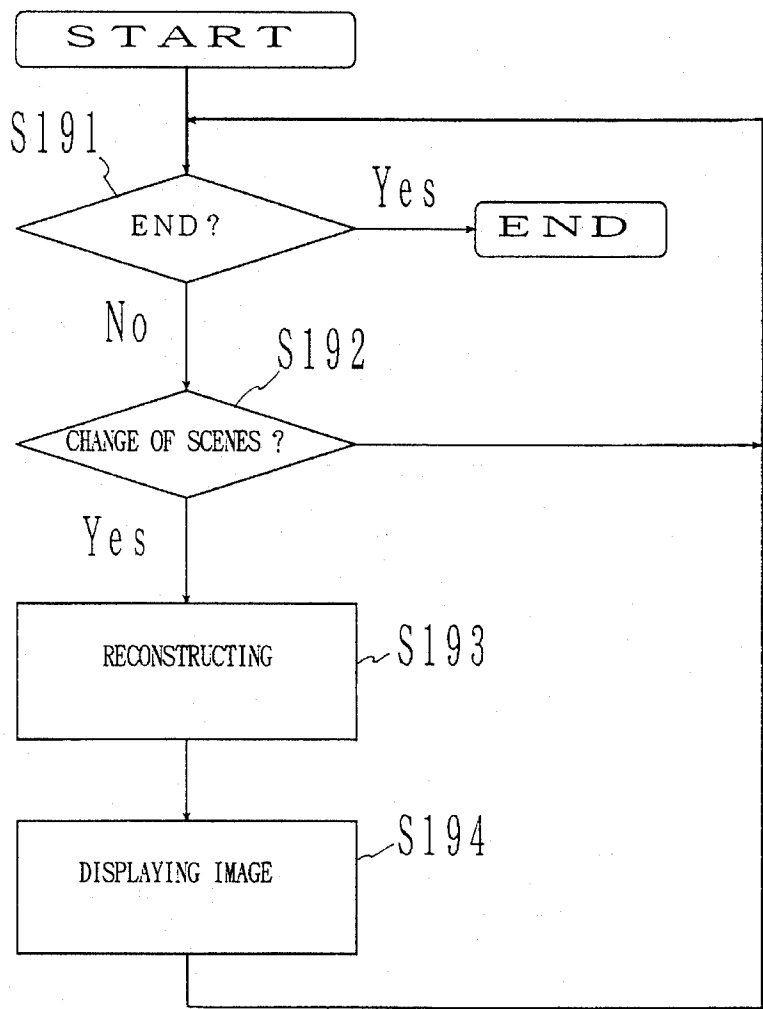 START
S191
Yes
END?
END
No
S192
CHANGE OF SCENES ?
Yes
RECONSTRUCTING
S193
S194
DISPLAYING IMAGE